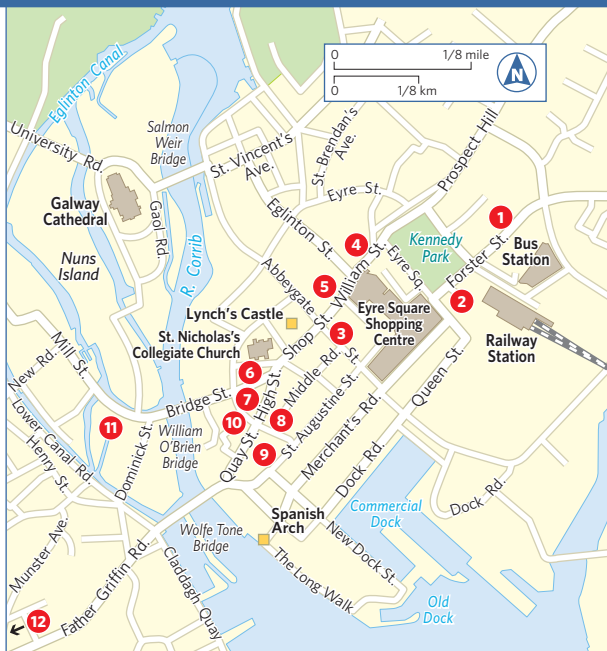 0
1/8 mile
0
1/8 km
N
Eglinton Canal
University Rd.
Salmon
Weir
Bridge
St. Vincent's
Ave.
St. Brendan's
Ave.
Prospect Hill
Eyre St.
Galway
Cathedral
Gaol Rd.
Eglinton St.
1
4
Kennedy
Park
Forster St.
Bus
Station
Nuns
Island
R. Corrib
Abbeygate St.
William St.
Eyre Sq.
5
2
Lynch's Castle
Eyre Square
Shopping
Centre
St. Nicholas's
Collegiate Church
Shop St.
3
Railway
Station
New Rd.
Mill St.
6
Middle Rd.
Queen St.
Bridge St.
7
High St.
8
St. Augustine St.
Merchant's Rd.
Lower Canal Rd.
11
Dominick St.
William
O'Brien
Bridge
10
Quay St.
9
Henry St.
Dock Rd.
Dock Rd.
Commercial
Dock
Spanish
Arch
Munster Ave.
Wolfe Tone
Bridge
New Dock St.
Father Griffin Rd.
Claddagh Quay
The Long Walk
Old
Dock
12